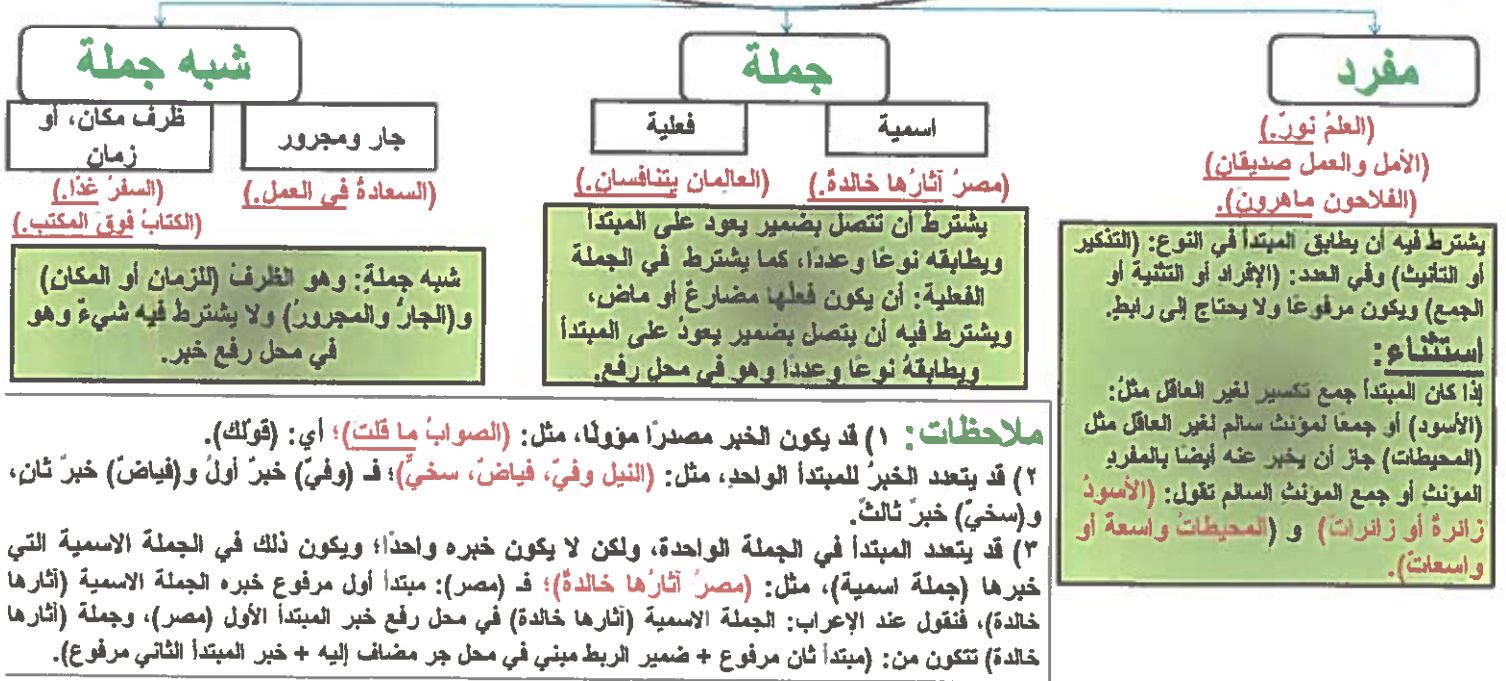 مفرد
(العلمُ نورٌ.)
(الأمل والعمل صديقان)
(الفلاحون ماهرون).
يشترط فيه أن يطابق المبتدأ في النوع: (التذكير
أو التأنيث) وفي العدد: (الإفراد أو التثنية أو
الجمع) ويكون مرفوعًا ولا يحتاج إلى رابطٍ.
استثناء:
إذا كان المبتدأ جمع تكسير لغير العاقل مثلُ:
(الأسود) أو جمعًا لمؤنث سالم لغير العاقل مثل
(المحيطات) جاز أن يخبر عنه أيضًا بالمفردِ
المؤنث أو جمع المؤنثِ السالم تقول: (الأسودُ
زائرةٌ أو زائراتٌ) و (المحيطاتُ واسعةٌ أو
واسعاتٌ).
جملة
اسمية
فعلية
(مصرُ آثارُها خالدةٌ.)
(العالِمان يتنافسان.)
يشترط أن تتصل بضمير يعود على المبتدأ
ويطابقه نوعًا وعددًا، كما يشترط في الجملة
الفعلية: أن يكون فعلُها مضارعٌ أو ماضٍ،
ويشترط فيه أن يتصل بضمير يعودُ على المبتدأ
ويطابقهُ نوعًا وعددًا وهو في محل رفع.
شبه جملة
جار ومجرور
ظرف مكان، أو
زمان
(السعادةُ في العمل.)
(السفرُ غدًا.)
(الكتابُ فوقَ المكتب.)
شبه جملةٍ: وهو الظرفُ (للزمانِ أو المكان)
و(الجارُّ والمجرورُ) ولا يشترطُ فيه شيءٌ وهو
في محل رفع خبر.
ملاحظات: ١) قد يكون الخبر مصدرًا مؤولًا، مثل: (الصوابُ ما قلت)؛ أي: (قولك).
٢) قد يتعدد الخبرُ للمبتدأ الواحدِ، مثل: (النيل وفيٌّ، فياضٌ، سخيٌّ)؛ فـ (وفيٌّ) خبرٌ أولُ و(فياضٌ) خبرٌ ثانٍ،
و(سخيٌّ) خبرٌ ثالثٌ.
٣) قد يتعدد المبتدأ في الجملة الواحدة، ولكن لا يكون خبره واحدًا؛ ويكون ذلك في الجملة الاسمية التي
خبرها (جملة اسمية)، مثل: (مصرُ آثارُها خالدةٌ)؛ فـ (مصر): مبتدأ أول مرفوع خبره الجملة الاسمية (آثارها
خالدة)، فنقول عند الإعراب: الجملة الاسمية (آثارها خالدة) في محل رفع خبر المبتدأ الأول (مصر)، وجملة (آثارها
خالدة) تتكون من: (مبتدأ ثان مرفوع + ضمير الربط مبني في محل جر مضاف إليه + خبر المبتدأ الثاني مرفوع).